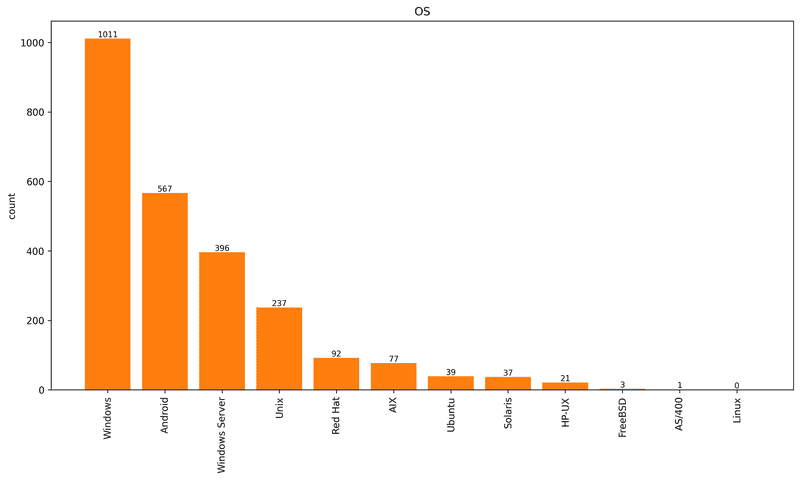 OS
count
1000
800
600
400
200
0
1011
567
396
237
92
77
39
37
21
3
1
0
Windows
Android
Windows Server
Unix
Red Hat
AIX
Ubuntu
Solaris
HP-UX
FreeBSD
AS/400
Linux